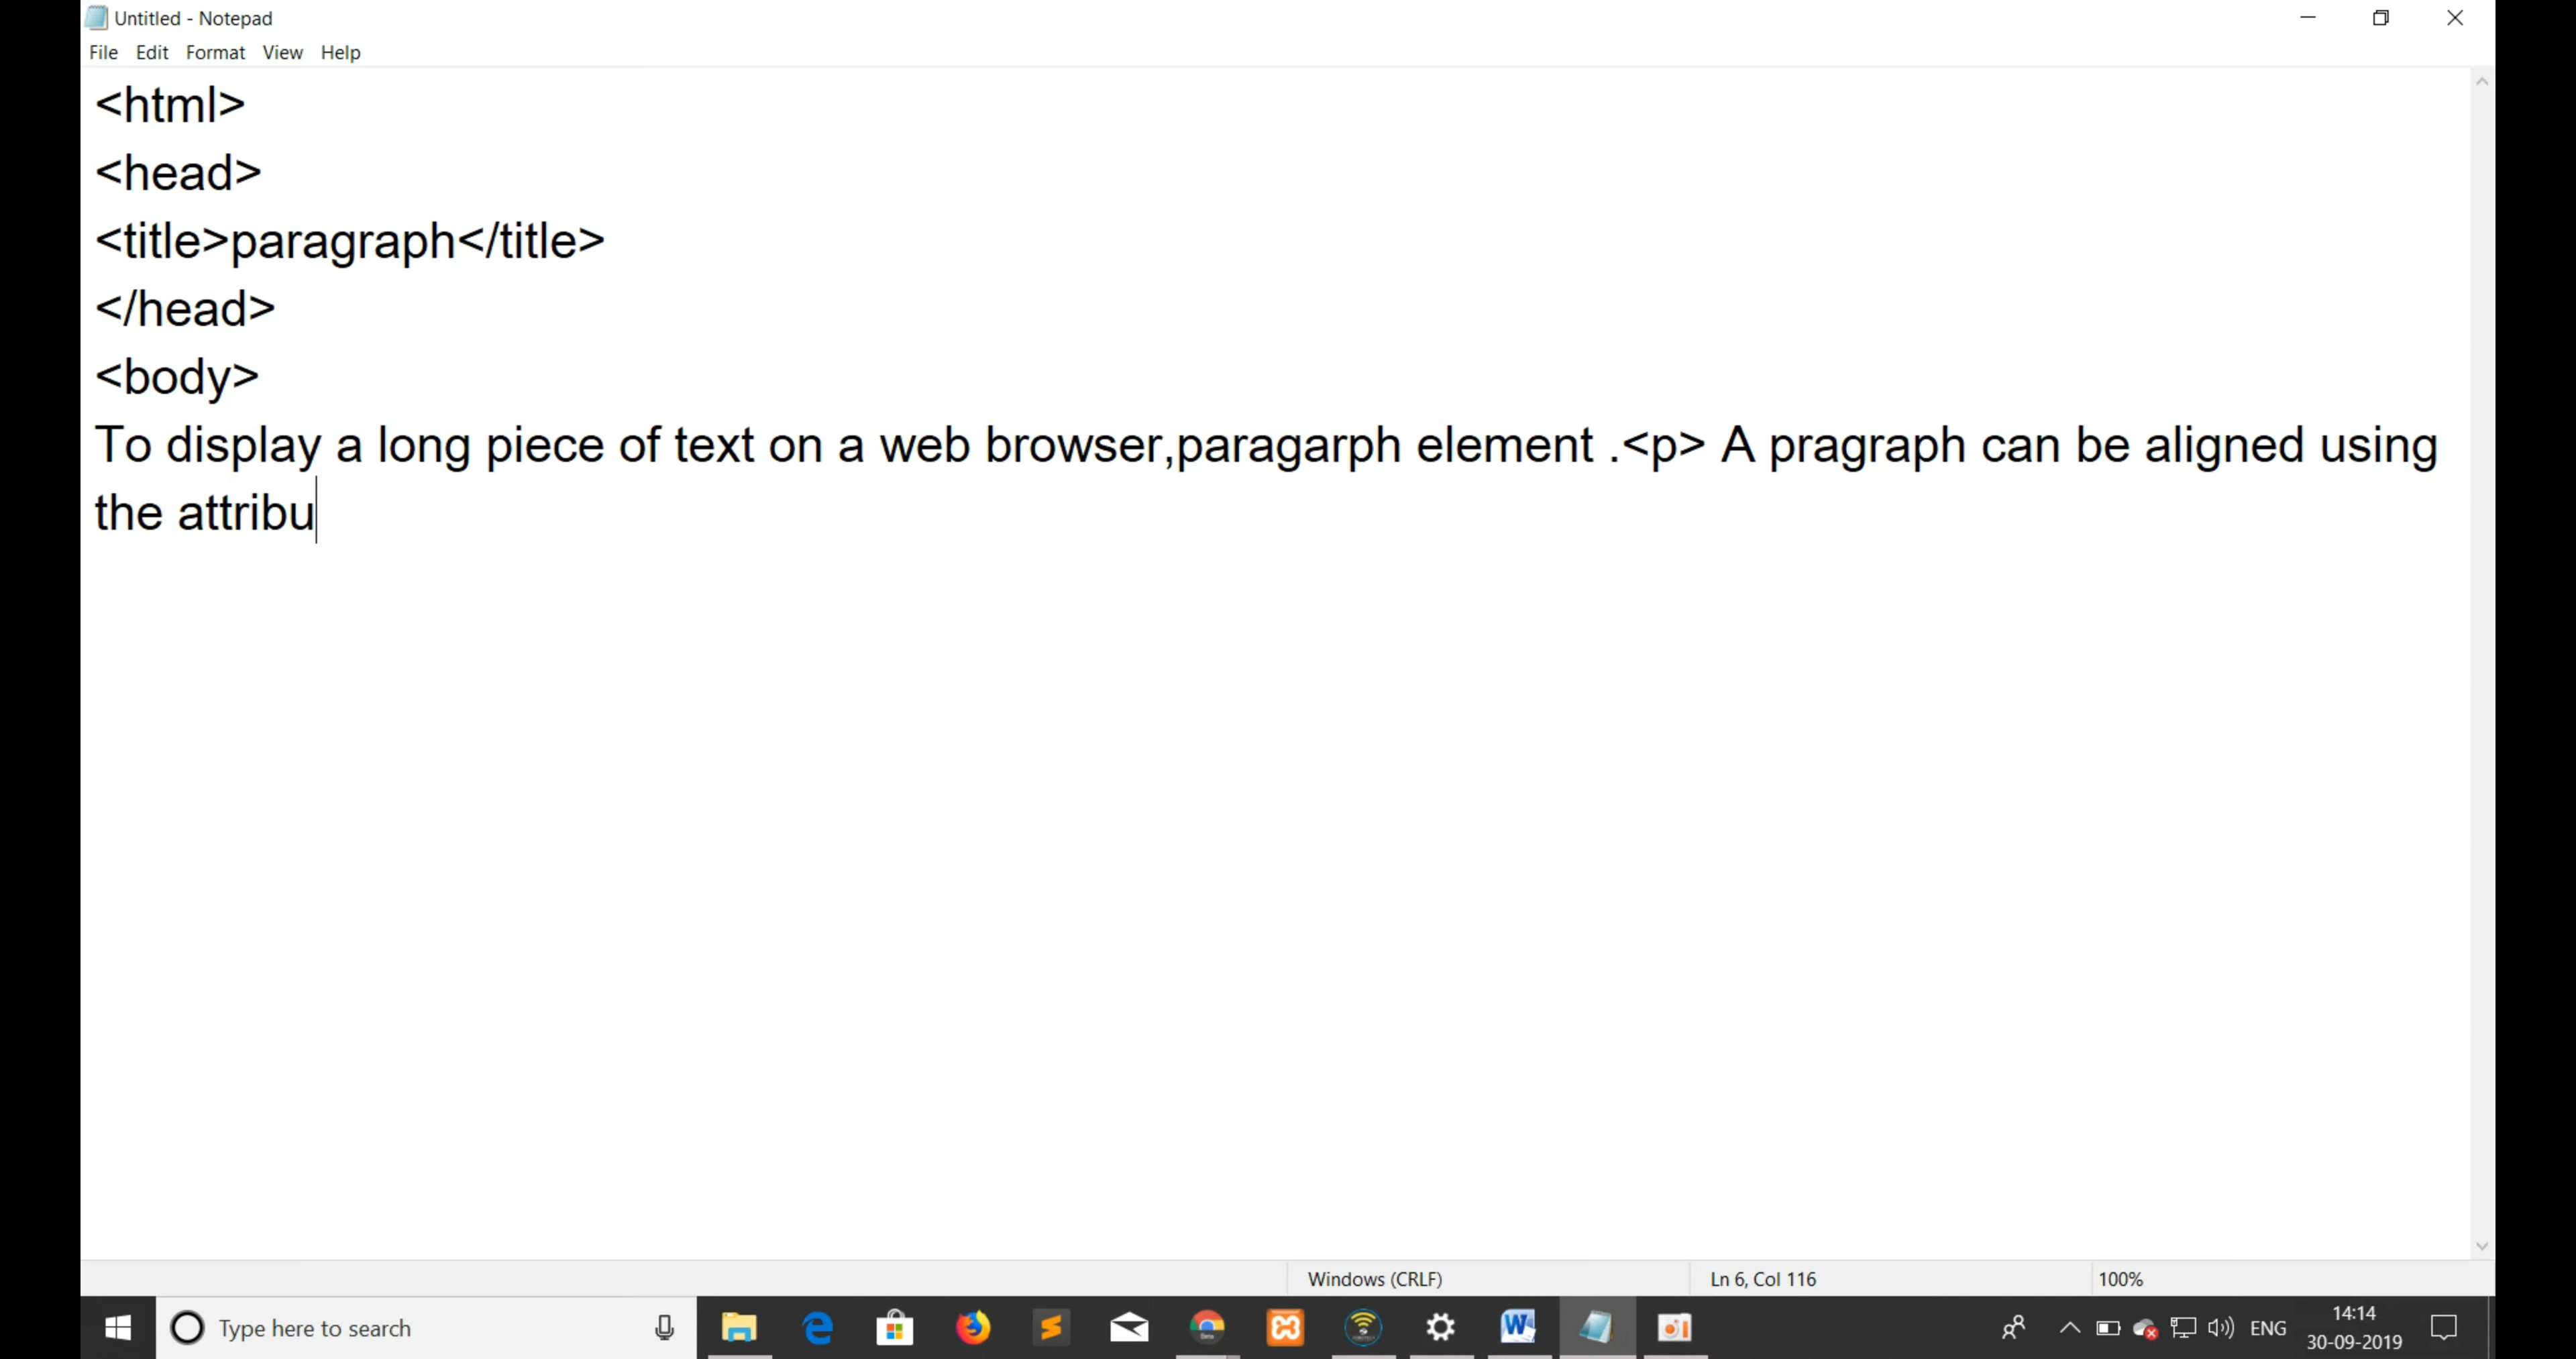 Untitled - Notepad
File Edit Format View Help
<html>
<head>
<title>paragraph</title>
</head>
<body>
To display a long piece of text on a web browser,paragarph element .<p> A pragraph can be aligned using
the attribu
Windows (CRLF) Ln 6, Col 116 100%
Type here to search
ENG
14:14
30-09-2019